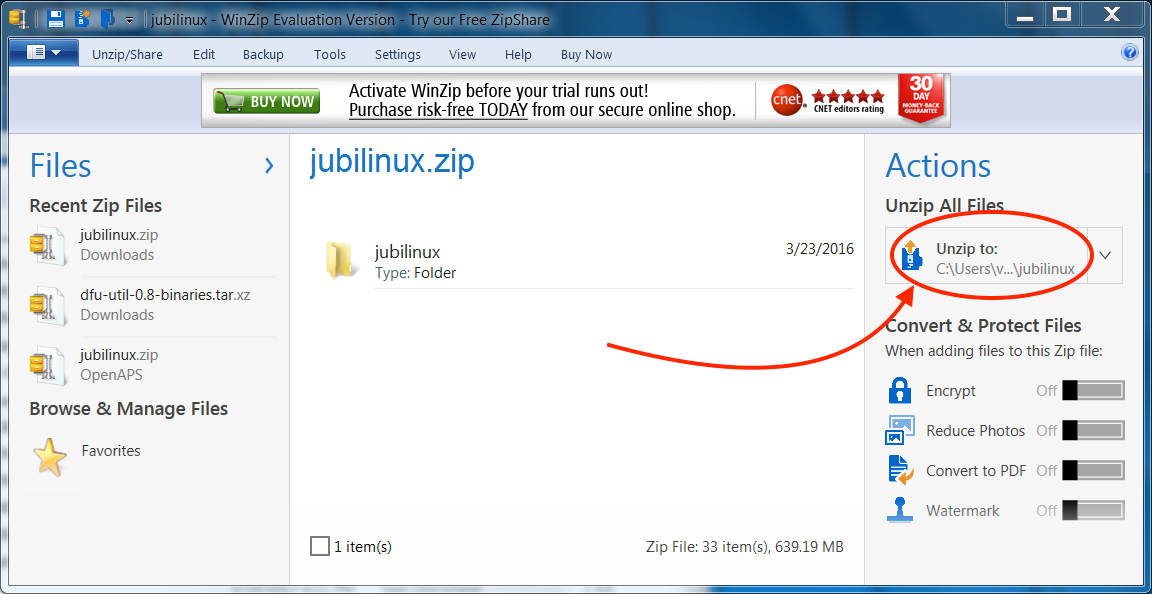 jubilinux - WinZip Evaluation Version - Try our Free ZipShare
Unzip/Share Edit Backup Tools Settings View Help Buy Now
BUY NOW
Activate WinZip before your trial runs out!
Purchase risk-free TODAY from our secure online shop.
cnet
CNET editors rating
30
DAY
MONEY-BACK
GUARANTEE
Files
Recent Zip Files
jubilinux.zip
Downloads
dfu-util-0.8-binaries.tar.xz
Downloads
jubilinux.zip
OpenAPS
Browse & Manage Files
Favorites
jubilinux.zip
jubilinux
3/23/2016
Type: Folder
1 item(s)
Zip File: 33 item(s), 639.19 MB
Actions
Unzip All Files
Unzip to:
C:\Users\v...\jubilinux
Convert & Protect Files
When adding files to this Zip file:
Encrypt Off
Reduce Photos Off
Convert to PDF Off
Watermark Off